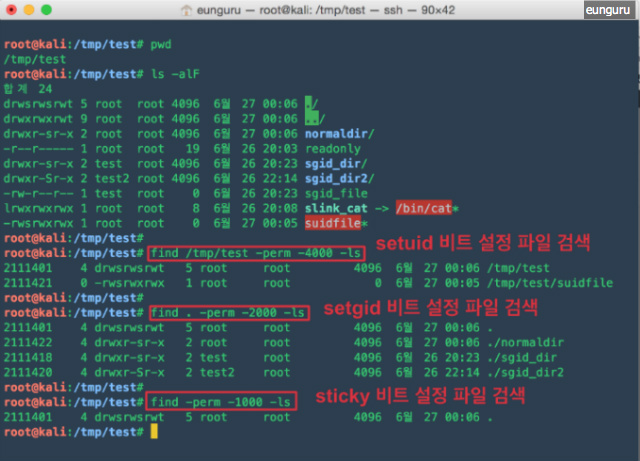 eunguru — root@kali: /tmp/test — ssh — 90×42
eunguru
root@kali:/tmp/test# pwd
/tmp/test
root@kali:/tmp/test# ls -alF
합계 24
drwsrwsrwt 5 root root 4096 6월 27 00:06 ./
drwxrwxrwt 9 root root 4096 6월 27 00:06 ../
drwxr-sr-x 2 root root 4096 6월 27 00:06 normaldir/
-r--r----- 1 root root 19 6월 26 20:03 readonly
drwxr-sr-x 2 test root 4096 6월 26 20:23 sgid_dir/
drwxr-Sr-x 2 test2 root 4096 6월 26 22:14 sgid_dir2/
-rw-r--r-- 1 test root 0 6월 26 20:23 sgid_file
lrwxrwxrwx 1 root root 8 6월 26 20:08 slink_cat -> /bin/cat*
-rwsrwxrwx 1 root root 0 6월 27 00:05 suidfile*
root@kali:/tmp/test#
root@kali:/tmp/test# find /tmp/test -perm -4000 -ls setuid 비트 설정 파일 검색
2111401 4 drwsrwsrwt 5 root root 4096 6월 27 00:06 /tmp/test
2111421 0 -rwsrwxrwx 1 root root 0 6월 27 00:05 /tmp/test/suidfile
root@kali:/tmp/test#
root@kali:/tmp/test# find . -perm -2000 -ls setgid 비트 설정 파일 검색
2111401 4 drwsrwsrwt 5 root root 4096 6월 27 00:06 .
2111422 4 drwxr-sr-x 2 root root 4096 6월 27 00:06 ./normaldir
2111418 4 drwxr-sr-x 2 test root 4096 6월 26 20:23 ./sgid_dir
2111420 4 drwxr-Sr-x 2 test2 root 4096 6월 26 22:14 ./sgid_dir2
root@kali:/tmp/test#
root@kali:/tmp/test# find -perm -1000 -ls sticky 비트 설정 파일 검색
2111401 4 drwsrwsrwt 5 root root 4096 6월 27 00:06 .
root@kali:/tmp/test#